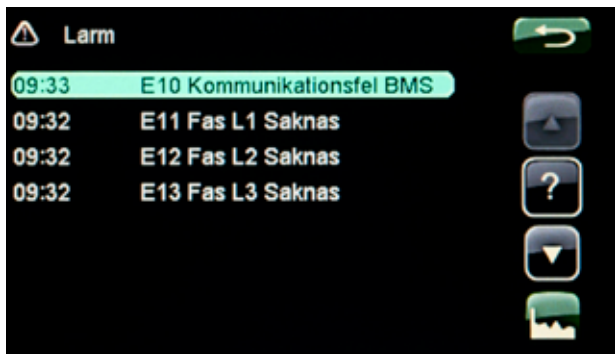 Larm
09:33 E10 Kommunikationsfel BMS
09:32 E11 Fas L1 Saknas
09:32 E12 Fas L2 Saknas
09:32 E13 Fas L3 Saknas
?